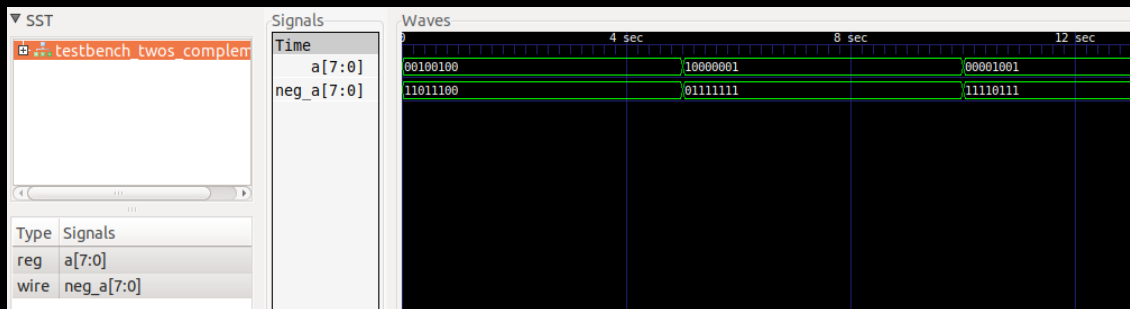 SST
testbench_twos_complem
Type Signals
reg a[7:0]
wire neg_a[7:0]
Signals
Time
a[7:0]
neg_a[7:0]
Waves
0 4 sec 8 sec 12 sec
00100100 10000001 00001001
11011100 01111111 11110111